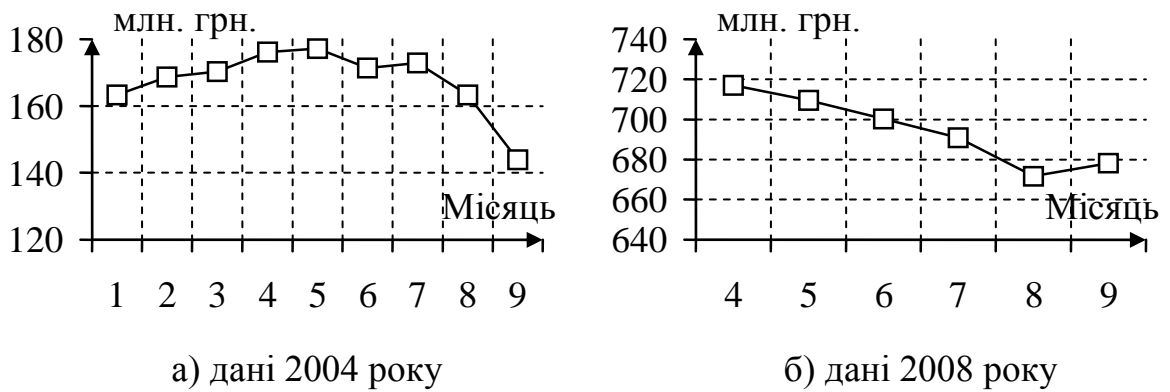 млн. грн.
180
160
140
120
Місяць
1 2 3 4 5 6 7 8 9
а) дані 2004 року
млн. грн.
740
720
700
680
660
640
Місяць
4 5 6 7 8 9
б) дані 2008 року